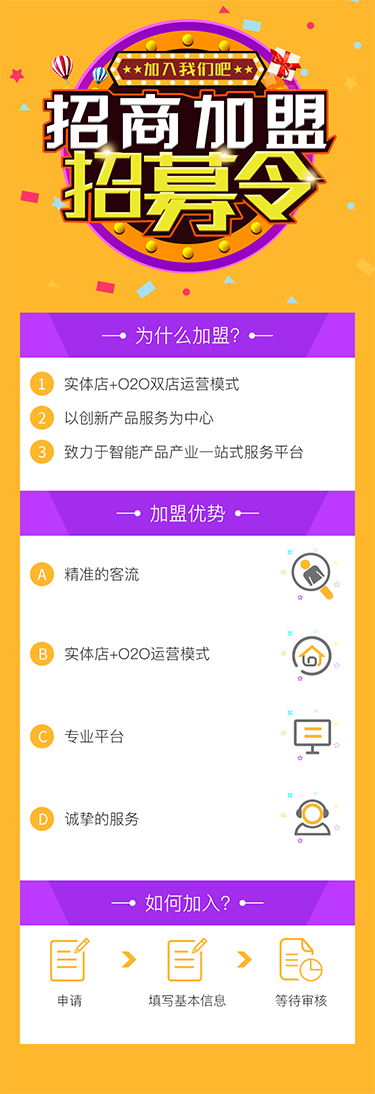 ★★加入我们吧★★
招商加盟
招募令
为什么加盟?
1 实体店+O2O双店运营模式
2 以创新产品服务为中心
3 致力于智能产品产业一站式服务平台
加盟优势
A 精准的客流
B 实体店+O2O运营模式
C 专业平台
D 诚挚的服务
如何加入?
申请 填写基本信息 等待审核